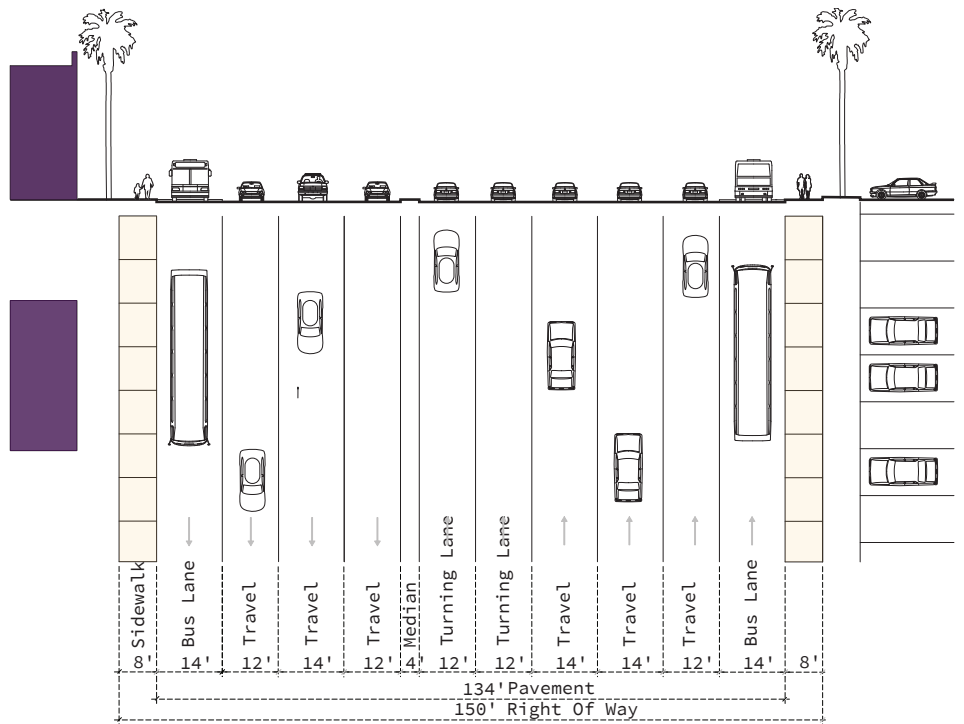 Sidewalk
Bus Lane
Travel
Travel
Travel
Median
Turning Lane
Turning Lane
Travel
Travel
Travel
Bus Lane
8' 14' 12' 14' 12' 4' 12' 12' 14' 14' 12' 14' 8'
134' Pavement
150' Right Of Way